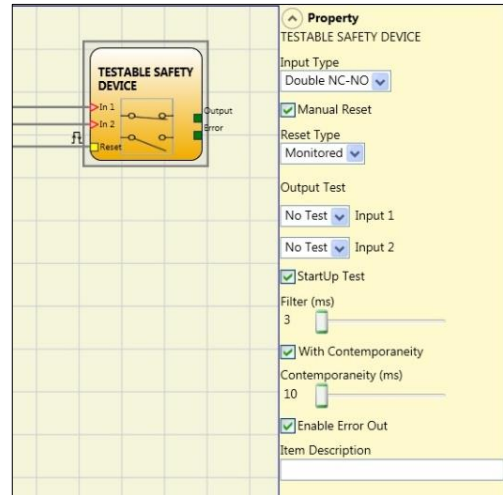 TESTABLE SAFETY
DEVICE
In 1
In 2
Reset
Output
Error
Property
TESTABLE SAFETY DEVICE
Input Type
Double NC-NO
Manual Reset
Reset Type
Monitored
Output Test
No Test Input 1
No Test Input 2
StartUp Test
Filter (ms)
3
With Contemporaneity
Contemporaneity (ms)
10
Enable Error Out
Item Description